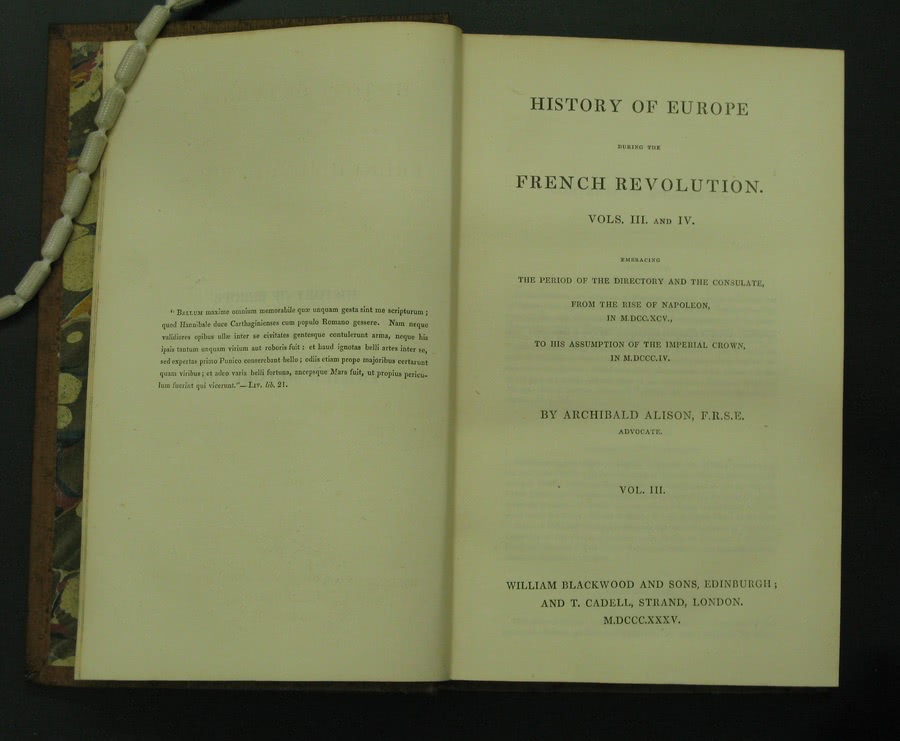 "BELLUM maxime omnium memorabile quæ unquam gesta sint me scripturum ;
quod Hannibale duce Carthaginienses cum populo Romano gessere. Nam neque
validiores opibus ullæ inter se civitates gentesque contulerunt arma, neque his
ipsis tantum unquam virium aut roboris fuit : et haud ignotas belli artes inter se,
sed expertas primo Punico conserebant bello ; odiis etiam prope majoribus certarunt
quam viribus ; et adeo varia belli fortuna, ancepsque Mars fuit, ut propius pericu-
lum fuerint qui vicerunt."—LIV. lib. 21.
HISTORY OF EUROPE
DURING THE
FRENCH REVOLUTION.
VOLS. III. AND IV.
EMBRACING
THE PERIOD OF THE DIRECTORY AND THE CONSULATE,
FROM THE RISE OF NAPOLEON,
IN M.DCC.XCV.,
TO HIS ASSUMPTION OF THE IMPERIAL CROWN,
IN M.DCCC.IV.
BY ARCHIBALD ALISON, F.R.S.E.
ADVOCATE.
VOL. III.
WILLIAM BLACKWOOD AND SONS, EDINBURGH ;
AND T. CADELL, STRAND, LONDON.
M.DCCC.XXXV.